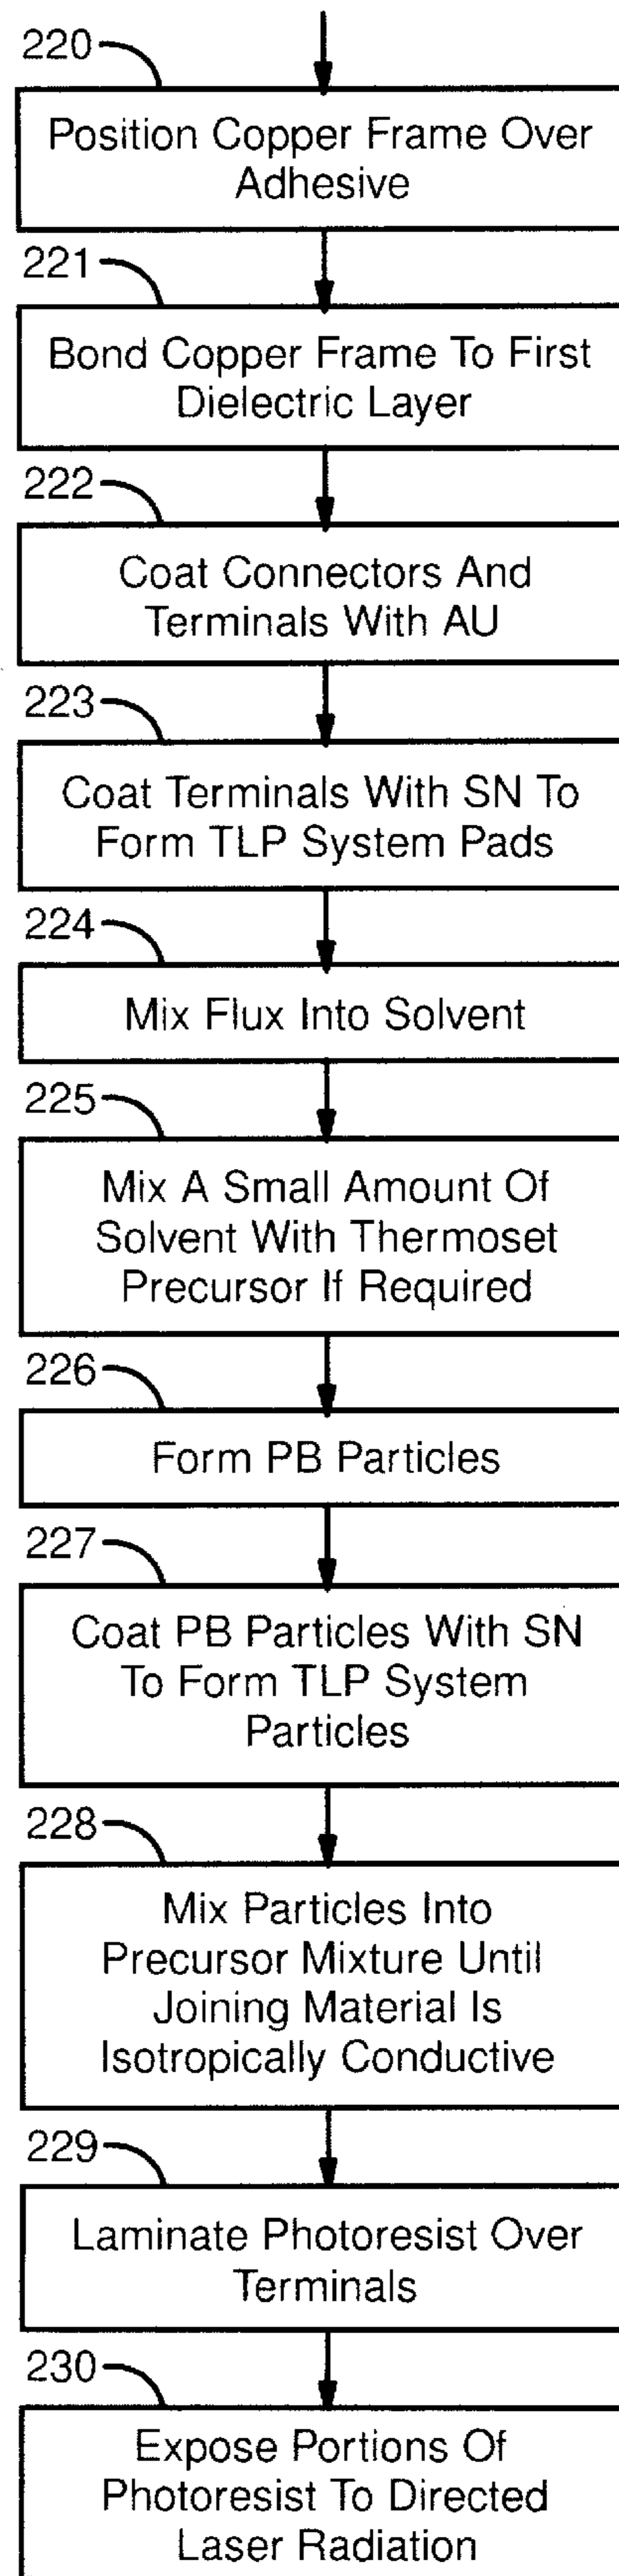 220
Position Copper Frame Over
Adhesive
221
Bond Copper Frame To First
Dielectric Layer
222
Coat Connectors And
Terminals With AU
223
Coat Terminals With SN To
Form TLP System Pads
224
Mix Flux Into Solvent
225
Mix A Small Amount Of
Solvent With Thermoset
Precursor If Required
226
Form PB Particles
227
Coat PB Particles With SN
To Form TLP System
Particles
228
Mix Particles Into
Precursor Mixture Until
Joining Material Is
Isotropically Conductive
229
Laminate Photoresist Over
Terminals
230
Expose Portions Of
Photoresist To Directed
Laser Radiation